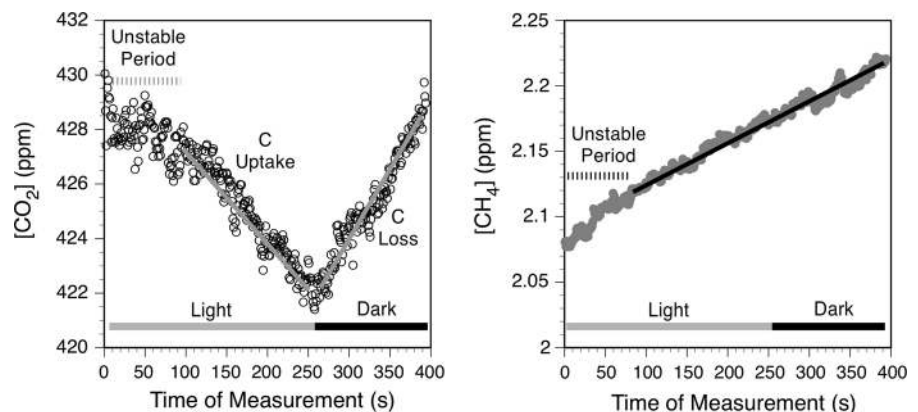 432
430
428
426
424
422
420
[CO2] (ppm)
Unstable
Period
C
Uptake
C
Loss
Light
Dark
0 50 100 150 200 250 300 350 400
Time of Measurement (s)
2.25
2.2
2.15
2.1
2.05
2
[CH4] (ppm)
Unstable
Period
Light
Dark
0 50 100 150 200 250 300 350 400
Time of Measurement (s)